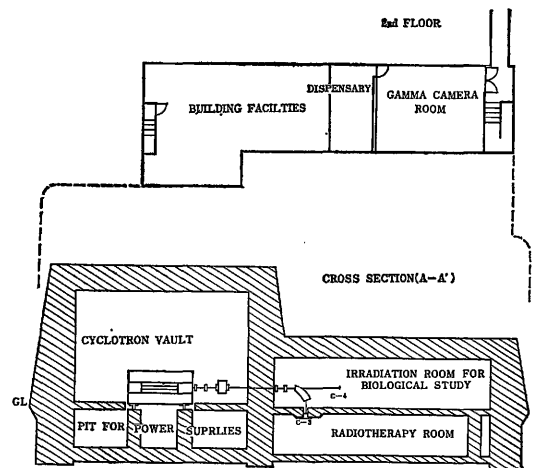 2nd FLOOR
DISPENSARY
BUILDING FACILTIES
GAMMA CAMERA
ROOM
CROSS SECTION(A-A')
CYCLOTRON VAULT
IRRADIATION ROOM FOR
BIOLOGICAL STUDY
C-4
GL
C-3
PIT FOR POWER SUPRLIES
RADIOTHERAPY ROOM